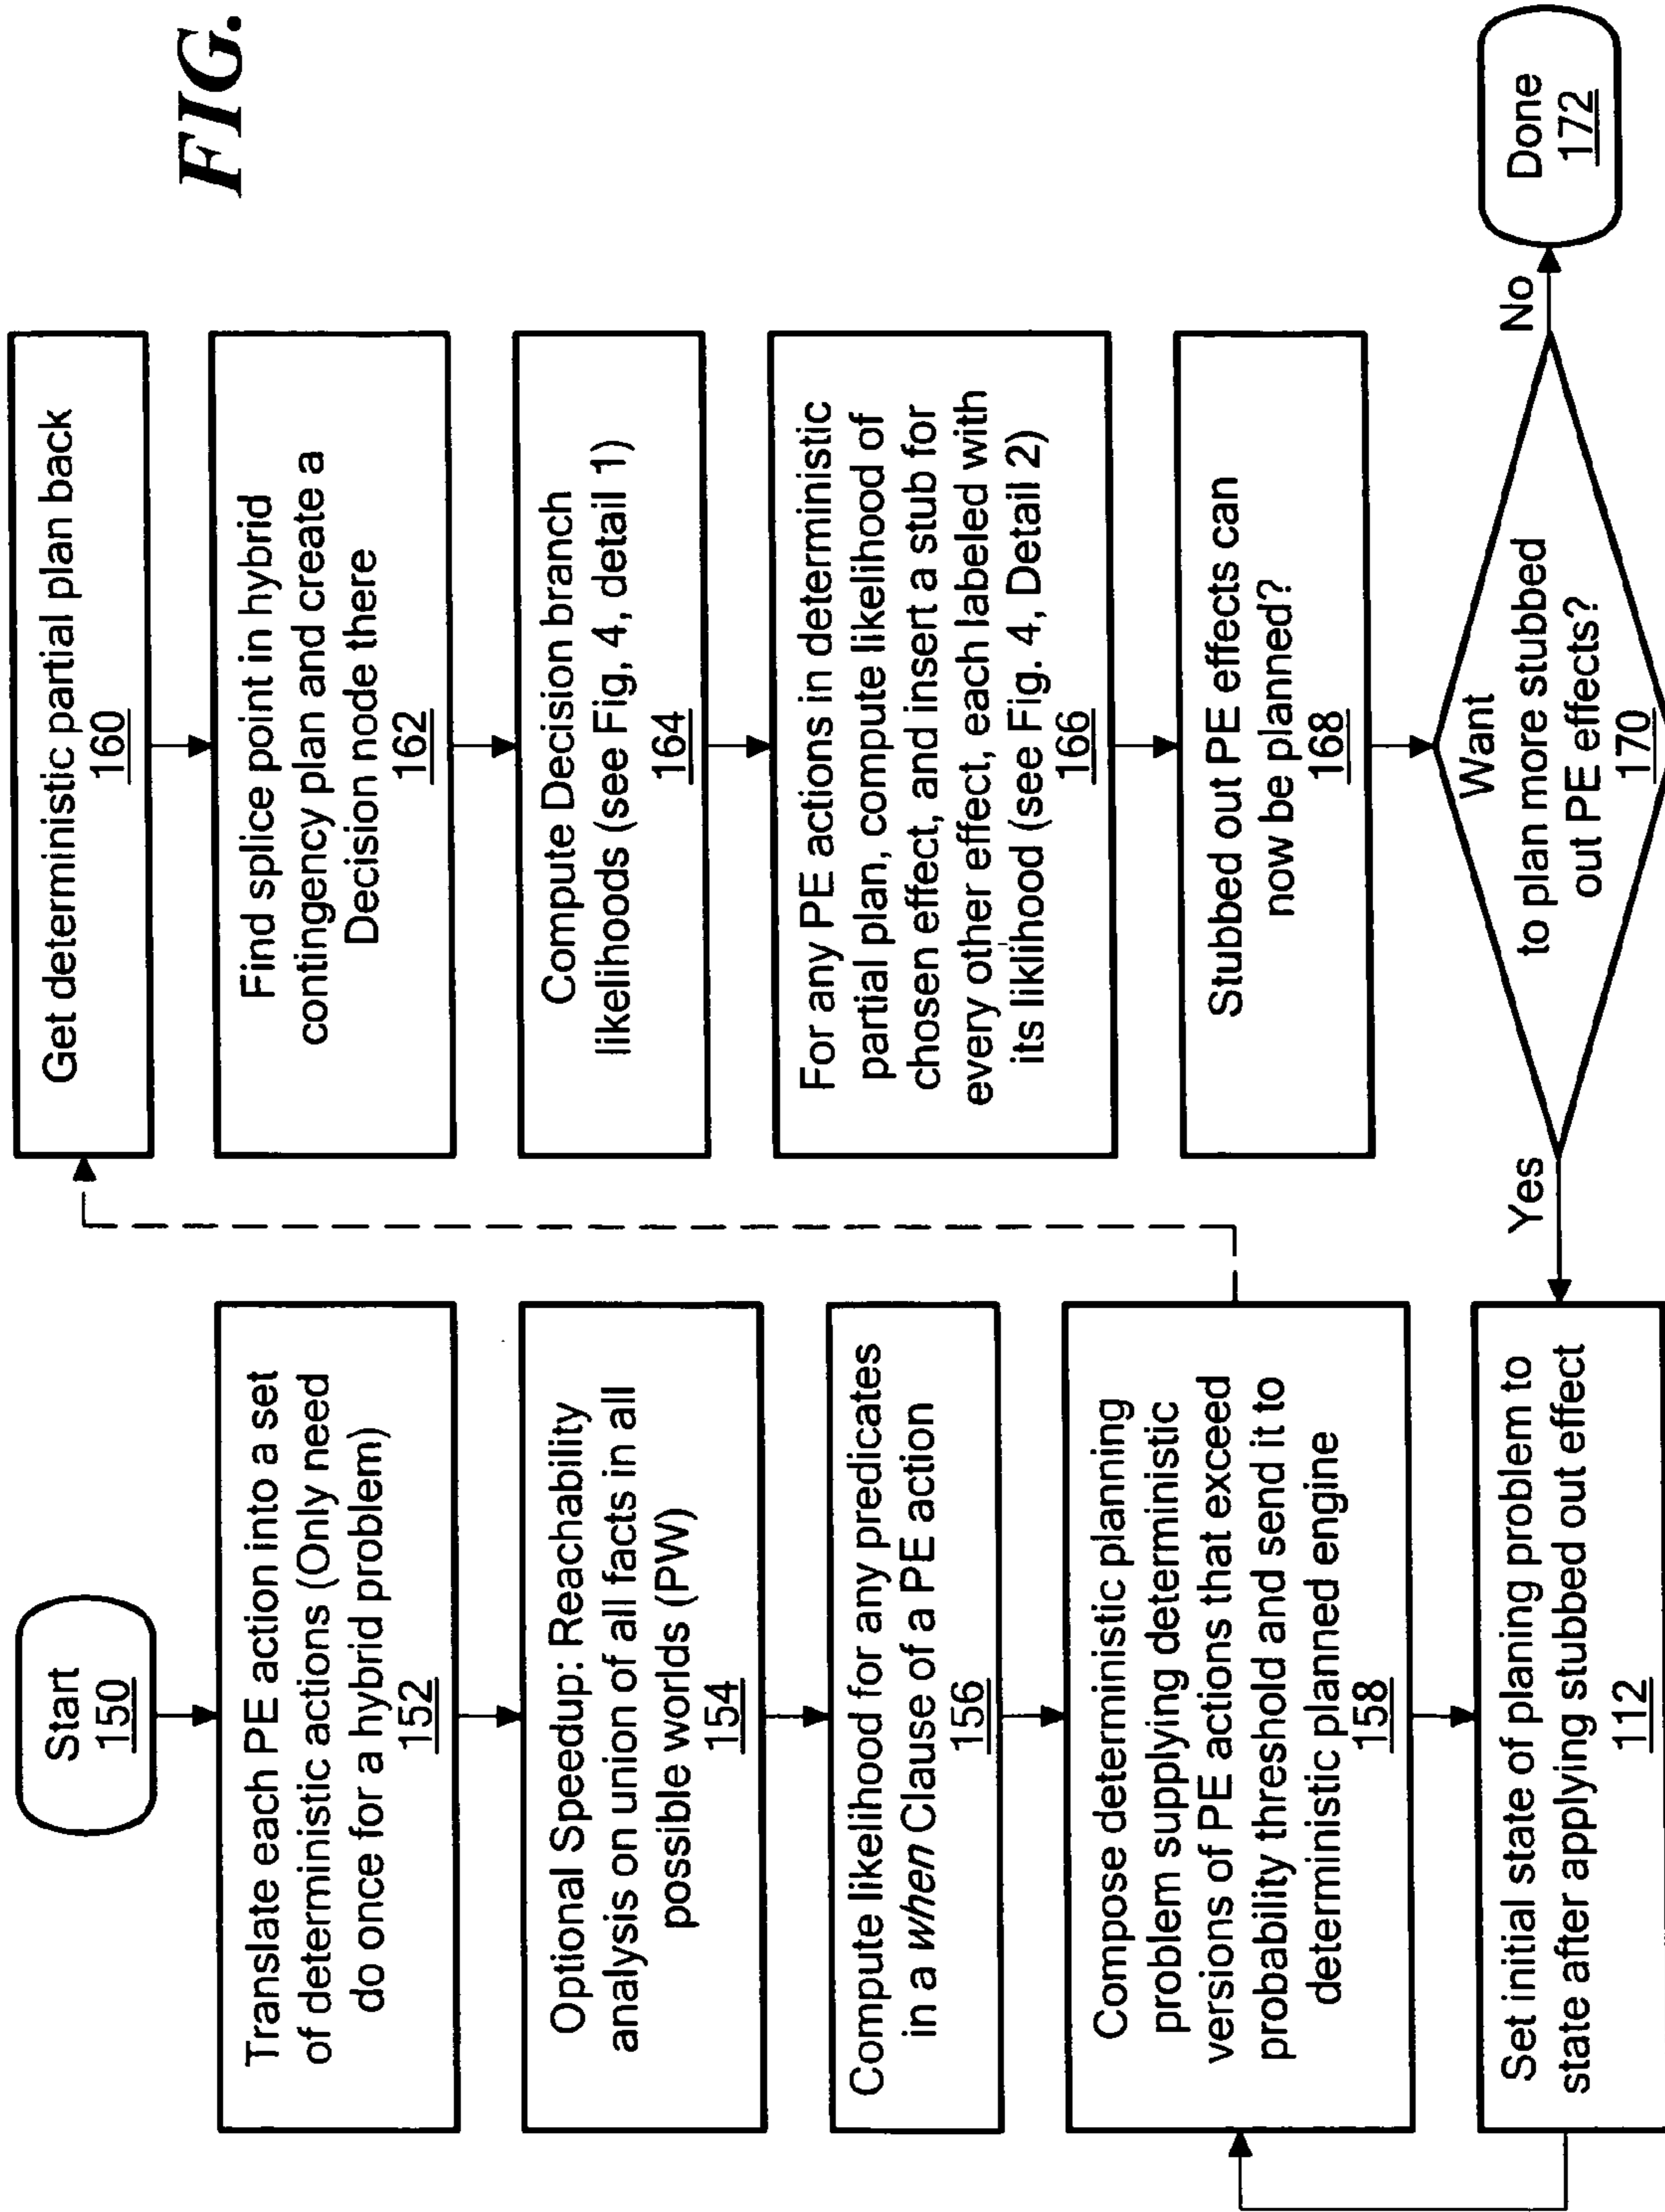 FIG.
Start
150
Translate each PE action into a set
of deterministic actions (Only need
do once for a hybrid problem)
152
Optional Speedup: Reachability
analysis on union of all facts in all
possible worlds (PW)
154
Compute likelihood for any predicates
in a when Clause of a PE action
156
Compose deterministic planning
problem supplying deterministic
versions of PE actions that exceed
probability threshold and send it to
deterministic planned engine
158
Set initial state of planing problem to
state after applying stubbed out effect
112
Get deterministic partial plan back
160
Find splice point in hybrid
contingency plan and create a
Decision node there
162
Compute Decision branch
likelihoods (see Fig, 4, detail 1)
164
For any PE actions in deterministic
partial plan, compute likelihood of
chosen effect, and insert a stub for
every other effect, each labeled with
its liklihood (see Fig. 4, Detail 2)
166
Stubbed out PE effects can
now be planned?
168
Want
to plan more stubbed
out PE effects?
170
Yes
No
Done
172